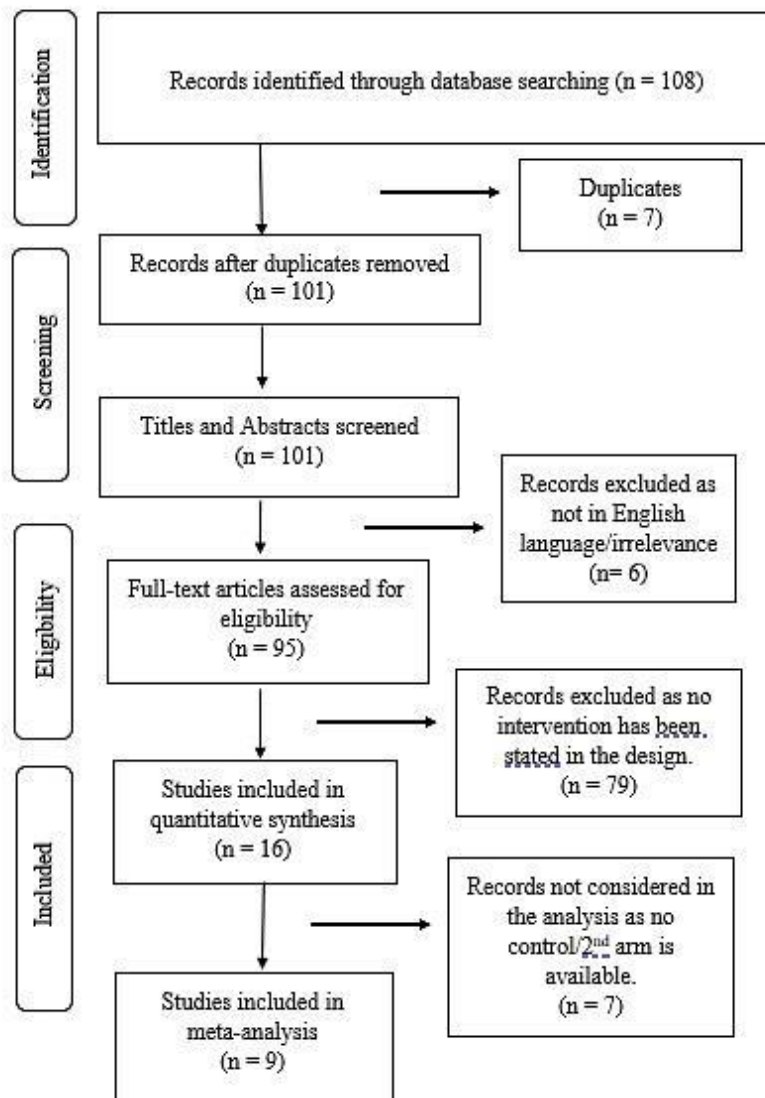 Identification
Records identified through database searching (n = 108)
Duplicates
(n = 7)
Screening
Records after duplicates removed
(n = 101)
Titles and Abstracts screened
(n = 101)
Records excluded as
not in English
language/irrelevance
(n= 6)
Eligibility
Full-text articles assessed for
eligibility
(n = 95)
Records excluded as no
intervention has been
stated in the design.
(n = 79)
Included
Studies included in
quantitative synthesis
(n = 16)
Records not considered in
the analysis as no
control/2nd arm is
available.
(n = 7)
Studies included in
meta-analysis
(n = 9)